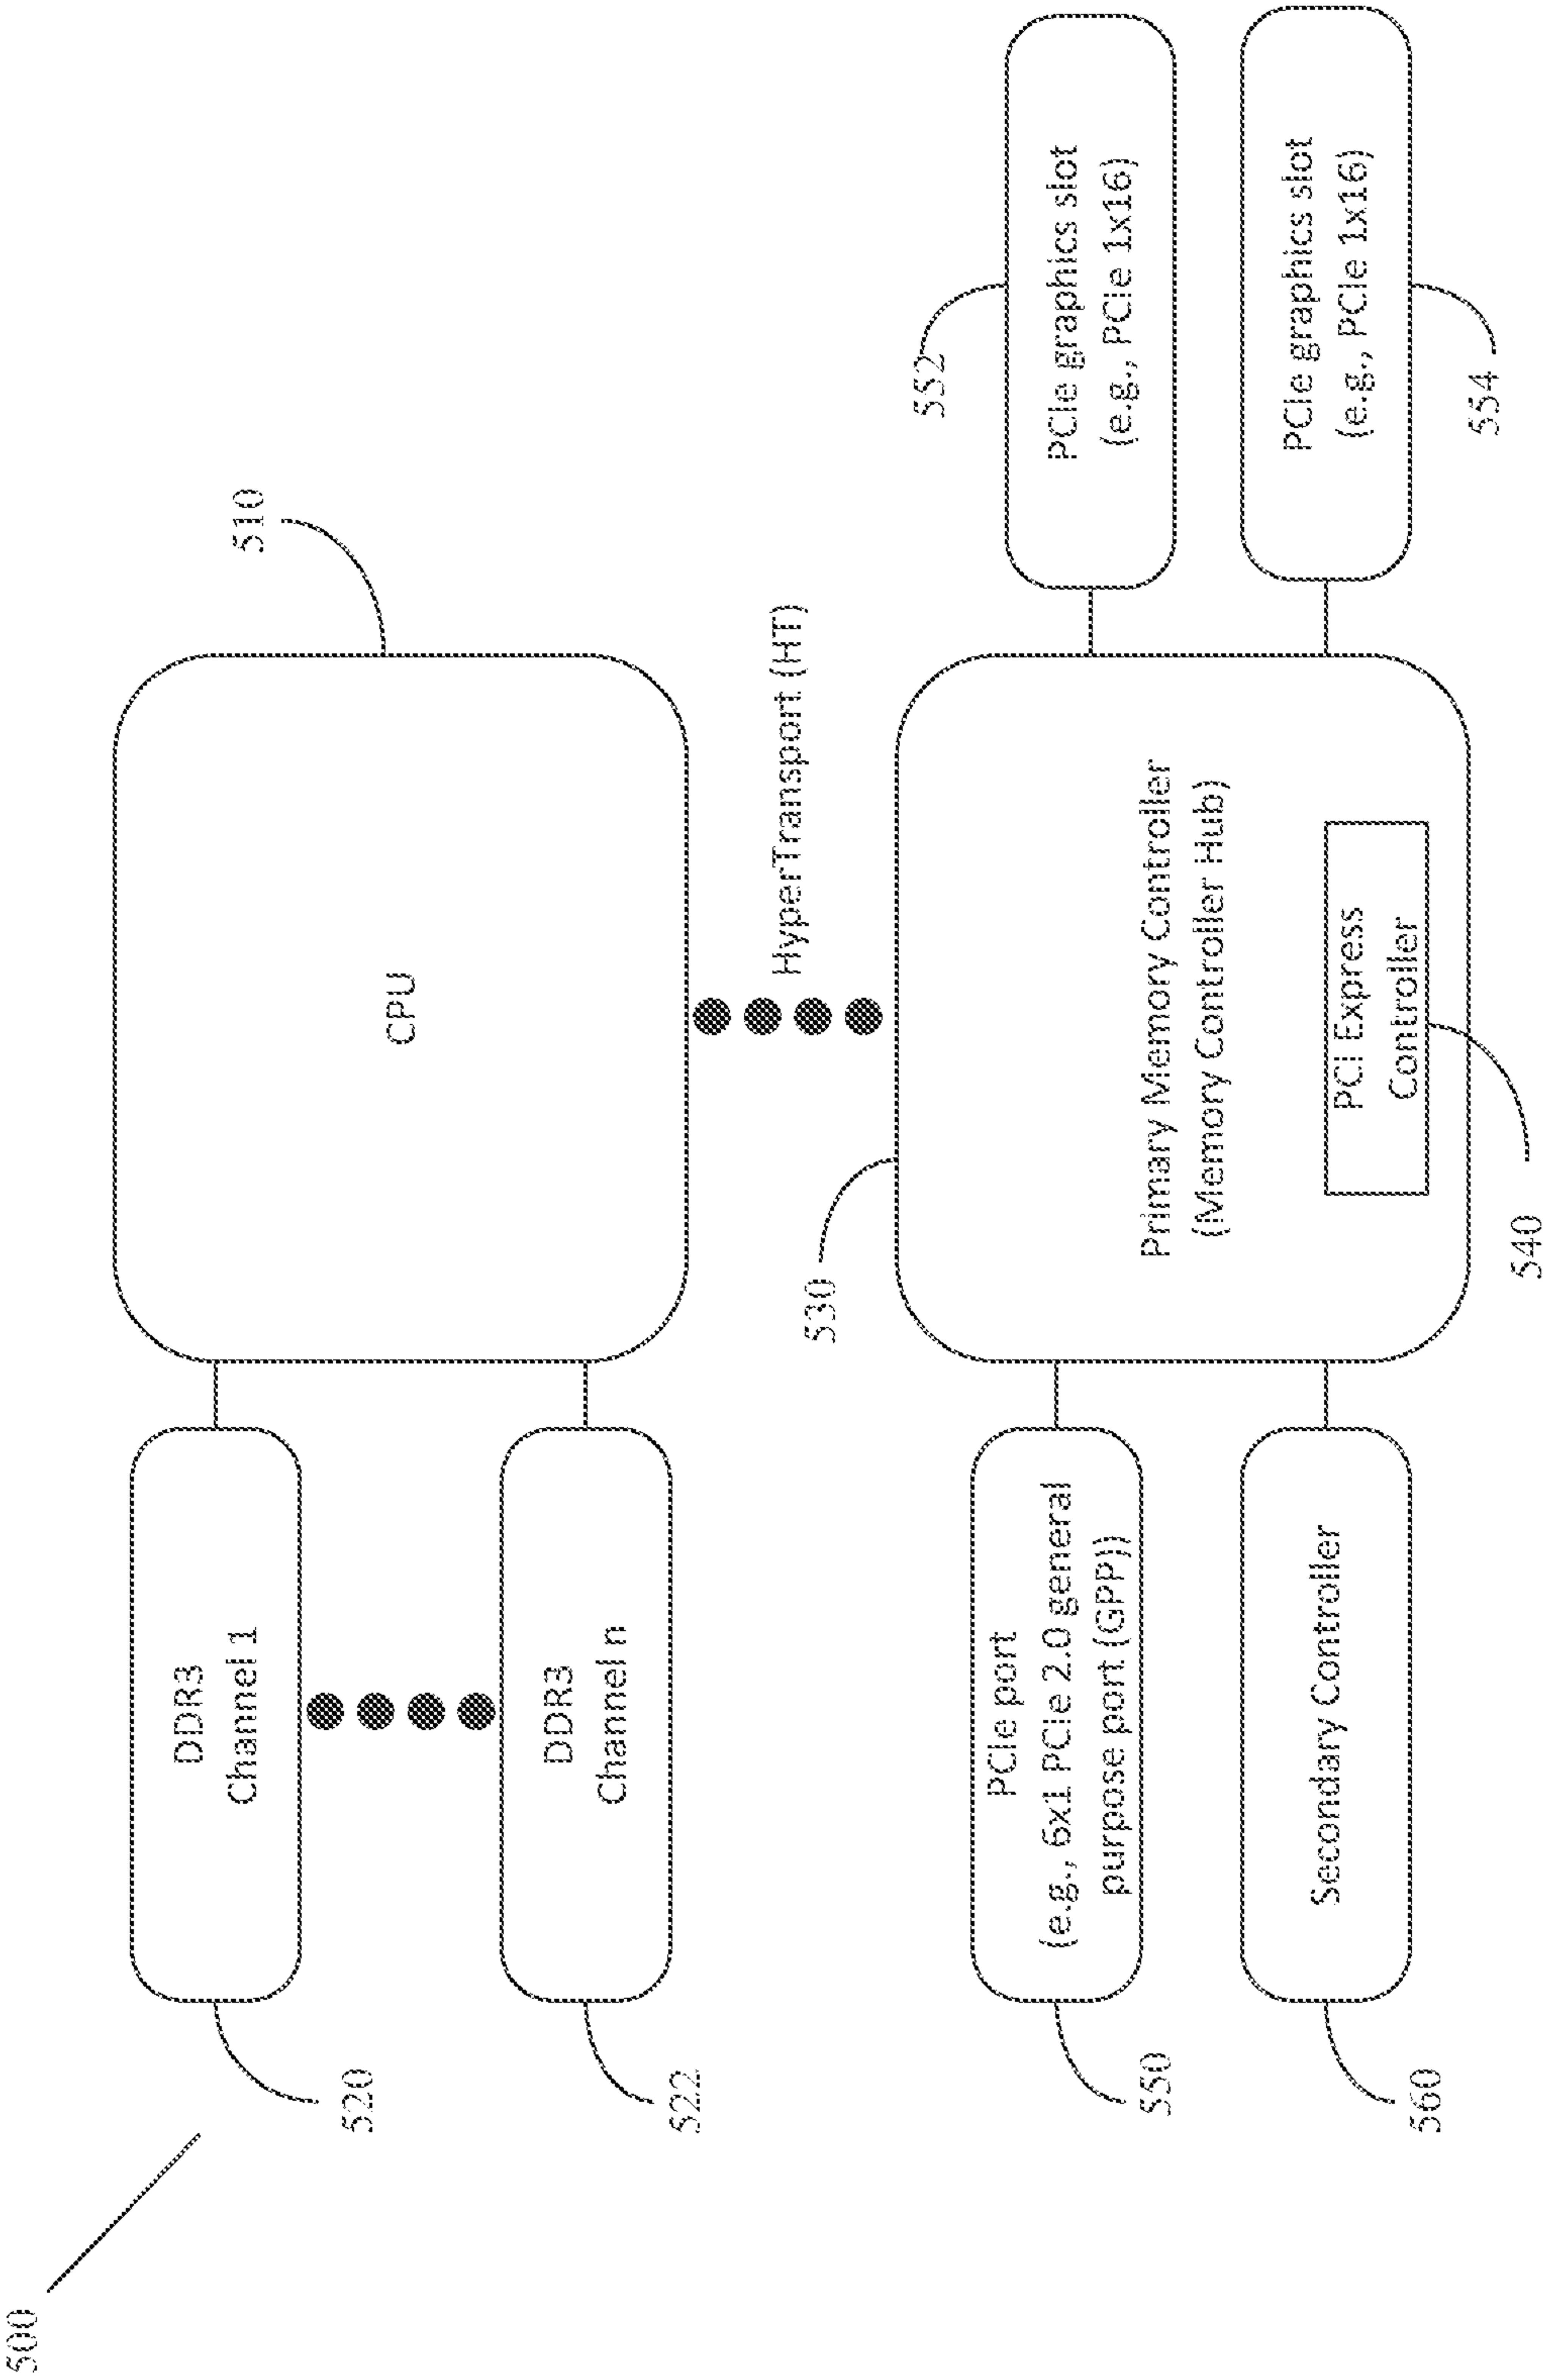 500
510
CPU
DDR3
Channel 1
520
DDR3
Channel n
522
HyperTransport (HT)
530
Primary Memory Controller
(Memory Controller Hub)
PCI Express
Controller
540
PCIe port
(e.g., 6x1 PCIe 2.0 general
purpose port (GPP))
550
Secondary Controller
560
552
PCIe graphics slot
(e.g., PCIe 1x16)
PCIe graphics slot
(e.g., PCIe 1x16)
554